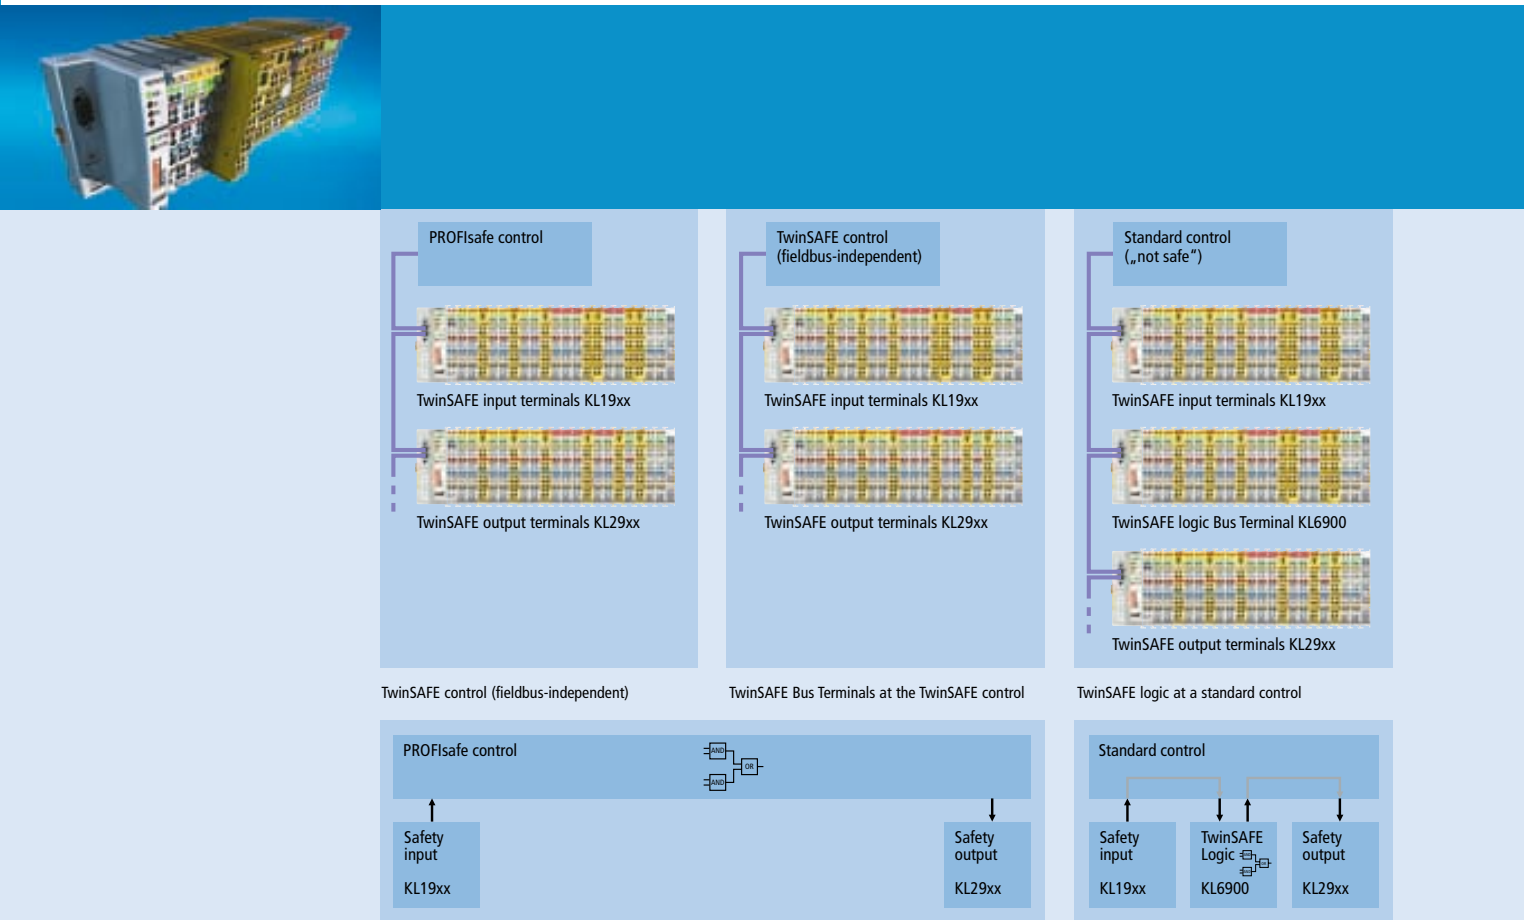 PROFIsafe control
TwinSAFE input terminals KL19xx
TwinSAFE output terminals KL29xx
TwinSAFE control
(fieldbus-independent)
TwinSAFE input terminals KL19xx
TwinSAFE output terminals KL29xx
Standard control
(„not safe“)
TwinSAFE input terminals KL19xx
TwinSAFE logic Bus Terminal KL6900
TwinSAFE output terminals KL29xx
TwinSAFE control (fieldbus-independent)
TwinSAFE Bus Terminals at the TwinSAFE control
TwinSAFE logic at a standard control
PROFIsafe control
AND
OR
AND
Safety
input
KL19xx
Safety
output
KL29xx
Standard control
Safety
input
KL19xx
TwinSAFE
Logic
KL6900
Safety
output
KL29xx